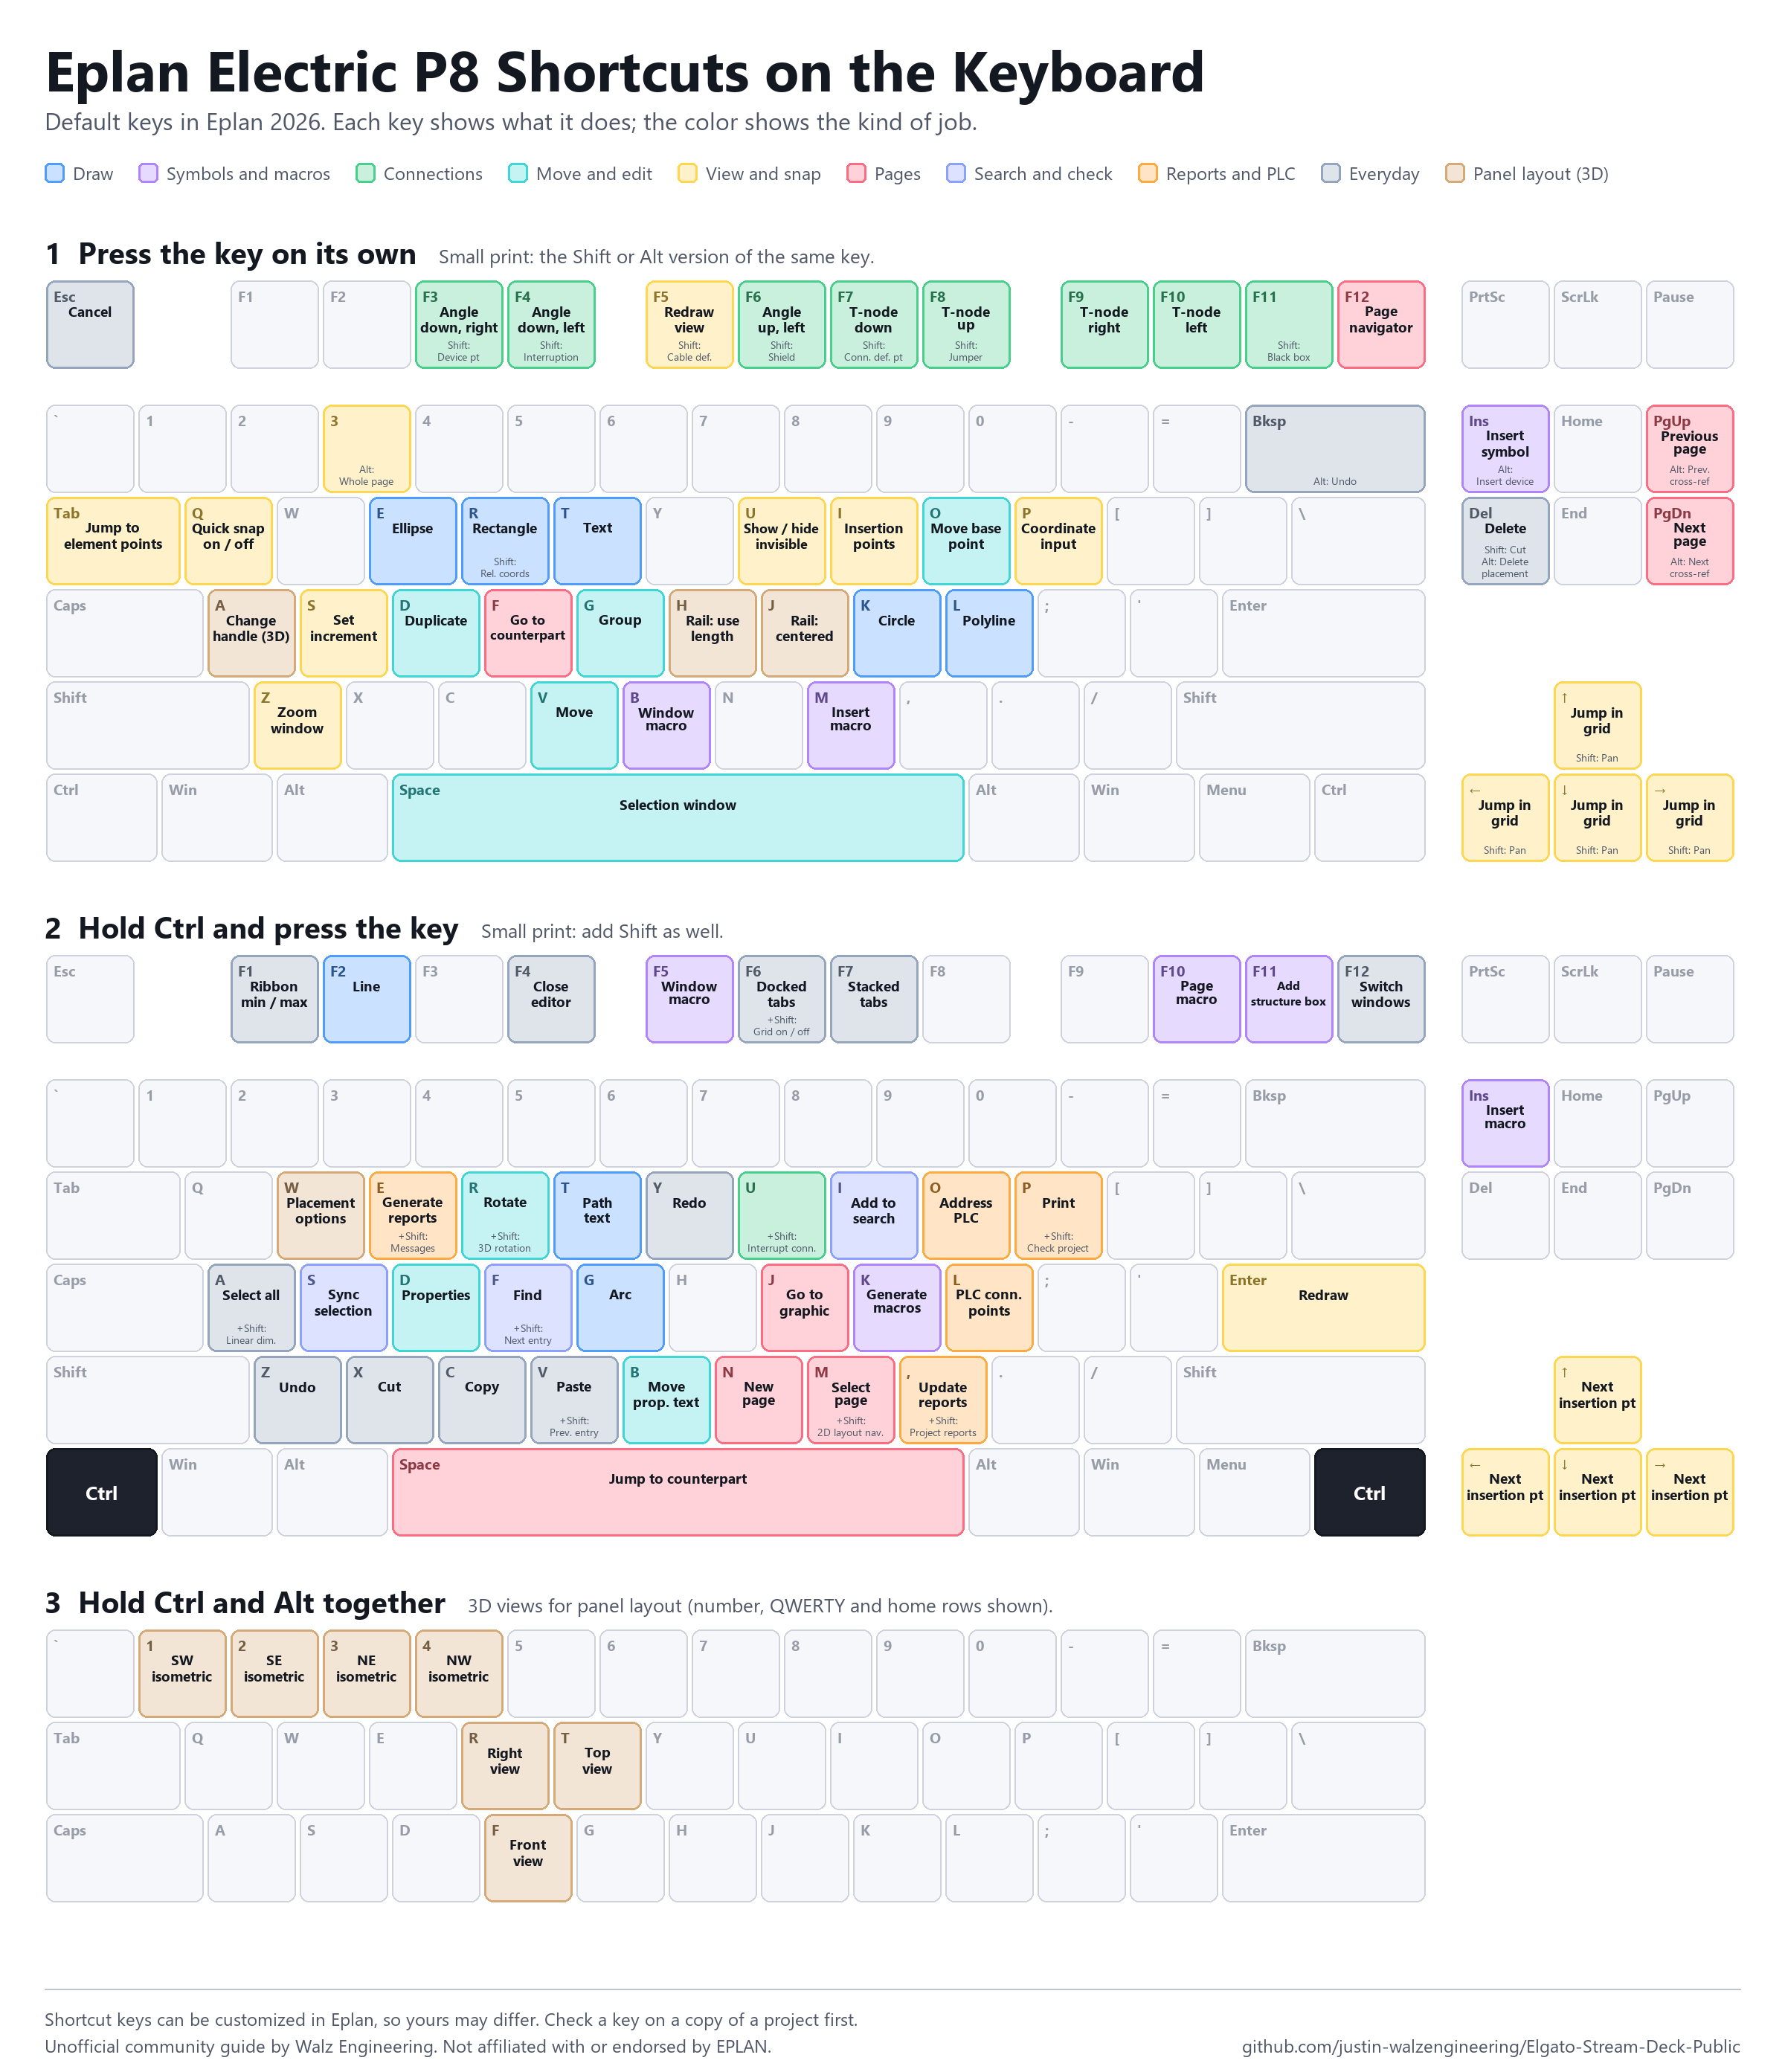 Eplan Electric P8 Shortcuts on the Keyboard
Default keys in Eplan 2026. Each key shows what it does; the color shows the kind of job.
Draw Symbols and macros Connections Move and edit View and snap Pages Search and check Reports and PLC Everyday Panel layout (3D)
1 Press the key on its own Small print: the Shift or Alt version of the same key.
Esc Cancel
F1
F2
F3 Angle down, right Shift: Device pt
F4 Angle down, left Shift: Interruption
F5 Redraw view Shift: Cable def.
F6 Angle up, left Shift: Shield
F7 T-node down Shift: Conn. def. pt
F8 T-node up Shift: Jumper
F9 T-node right
F10 T-node left
F11 Shift: Black box
F12 Page navigator
PrtSc
ScrLk
Pause
`
1
2
3 Alt: Whole page
4
5
6
7
8
9
0
-
=
Bksp Alt: Undo
Ins Insert symbol Alt: Insert device
Home
PgUp Previous page Alt: Prev. cross-ref
Tab Jump to element points
Q Quick snap on / off
W
E Ellipse
R Rectangle Shift: Rel. coords
T Text
Y
U Show / hide invisible
I Insertion points
O Move base point
P Coordinate input
[
]
\
Del Delete Shift: Cut Alt: Delete placement
End
PgDn Next page Alt: Next cross-ref
Caps
A Change handle (3D)
S Set increment
D Duplicate
F Go to counterpart
G Group
H Rail: use length
J Rail: centered
K Circle
L Polyline
;
'
Enter
Shift
Z Zoom window
X
C
V Move
B Window macro
N
M Insert macro
,
.
/
Shift
↑ Jump in grid Shift: Pan
Ctrl
Win
Alt
Space Selection window
Alt
Win
Menu
Ctrl
← Jump in grid Shift: Pan
↓ Jump in grid Shift: Pan
→ Jump in grid Shift: Pan
2 Hold Ctrl and press the key Small print: add Shift as well.
Esc
F1 Ribbon min / max
F2 Line
F3
F4 Close editor
F5 Window macro
F6 Docked tabs +Shift: Grid on / off
F7 Stacked tabs
F8
F9
F10 Page macro
F11 Add structure box
F12 Switch windows
PrtSc
ScrLk
Pause
`
1
2
3
4
5
6
7
8
9
0
-
=
Bksp
Ins Insert macro
Home
PgUp
Tab
Q
W Placement options
E Generate reports +Shift: Messages
R Rotate +Shift: 3D rotation
T Path text
Y Redo
U +Shift: Interrupt conn.
I Add to search
O Address PLC
P Print +Shift: Check project
[
]
\
Del
End
PgDn
Caps
A Select all +Shift: Linear dim.
S Sync selection
D Properties
F Find +Shift: Next entry
G Arc
H
J Go to graphic
K Generate macros
L PLC conn. points
;
'
Enter Redraw
Shift
Z Undo
X Cut
C Copy
V Paste +Shift: Prev. entry
B Move prop. text
N New page
M Select page +Shift: 2D layout nav.
, Update reports +Shift: Project reports
.
/
Shift
↑ Next insertion pt
Ctrl
Win
Alt
Space Jump to counterpart
Alt
Win
Menu
Ctrl
← Next insertion pt
↓ Next insertion pt
→ Next insertion pt
3 Hold Ctrl and Alt together 3D views for panel layout (number, QWERTY and home rows shown).
`
1 SW isometric
2 SE isometric
3 NE isometric
4 NW isometric
5
6
7
8
9
0
-
=
Bksp
Tab
Q
W
E
R Right view
T Top view
Y
U
I
O
P
[
]
\
Caps
A
S
D
F Front view
G
H
J
K
L
;
'
Enter
Shortcut keys can be customized in Eplan, so yours may differ. Check a key on a copy of a project first.
Unofficial community guide by Walz Engineering. Not affiliated with or endorsed by EPLAN.
github.com/justin-walzengineering/Elgato-Stream-Deck-Public